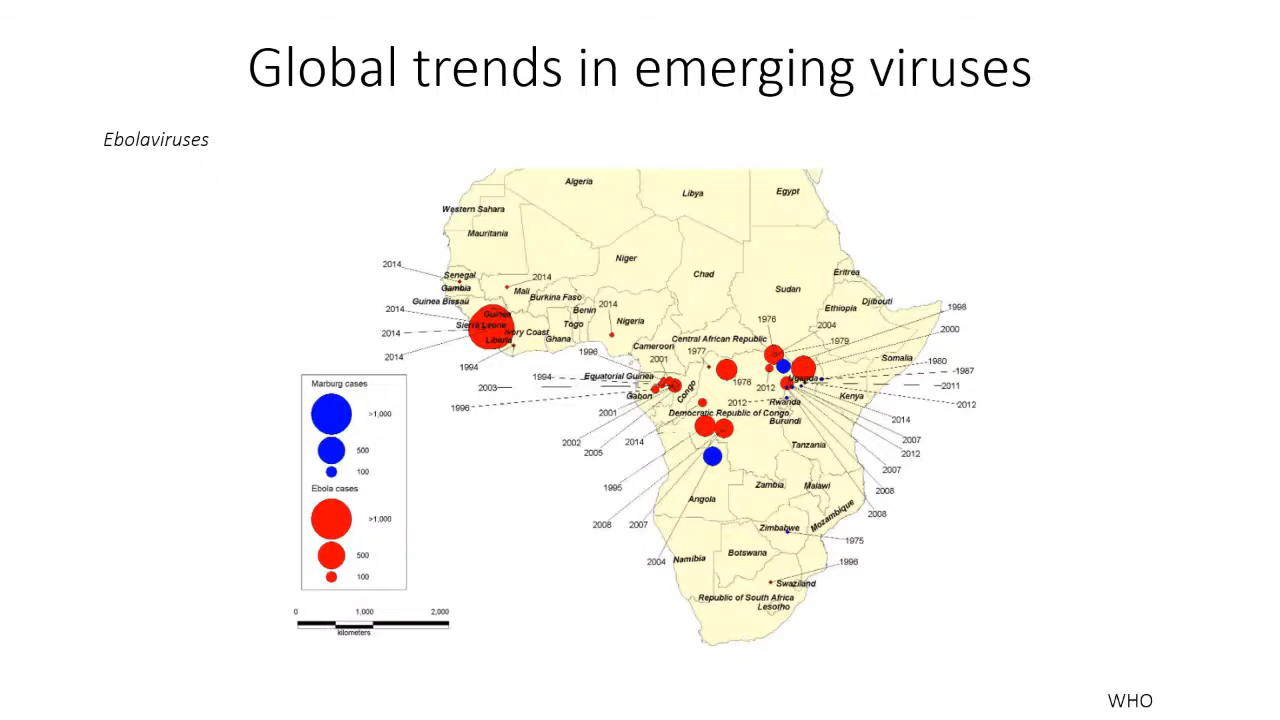 Global trends in emerging viruses
Ebolaviruses
Algeria
Libya
Egypt
Western Sahara
Mauritania
Niger
2014
Senegal
2014
Mali
Chad
Eritrea
Gambia
Sudan
Guinea Bissau
Burkina Faso
Djibouti
2014
Benin
2014
Ethiopia
1998
Guinea
Nigeria
1976
2004
Sierra Leone
Togo
2000
2014
Ivory Coast
Ghana
Central African Republic
1979
Liberia
Cameroon
2014
1996
1977
Somalia
2001
1980
1994
1987
1994
Equatorial Guinea
1976
Uganda
2003
2012
2011
Gabon
Congo
Kenya
1996
2012
Rwanda
2012
2001
Democratic Republic of Congo
2014
Burundi
2002
2014
2007
Tanzania
2005
2012
2007
1995
Zambia
Malawi
2008
Angola
2008
Mozambique
2008
2007
Zimbabwe
1975
2004
Namibia
Botswana
1996
Swaziland
Republic of South Africa
Lesotho
Marburg cases
>1,000
500
100
Ebola cases
>1,000
500
100
0 1,000 2,000
kilometers
WHO